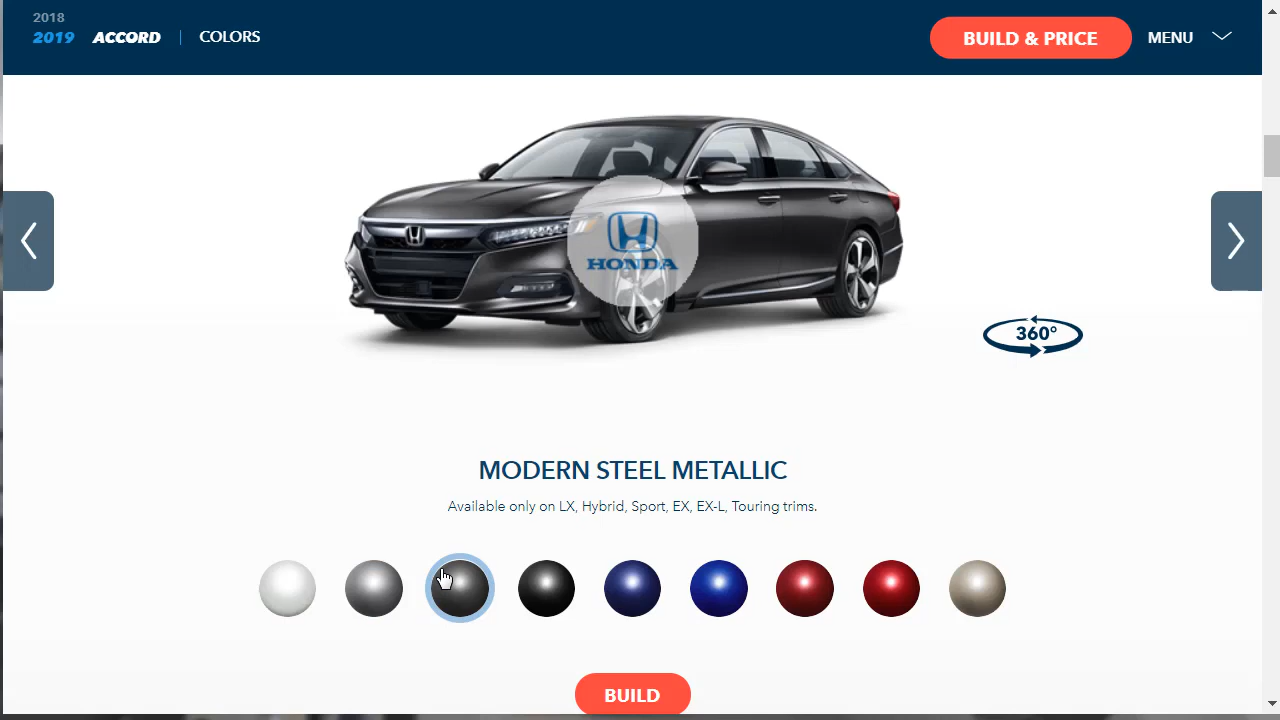 2018
2019 ACCORD | COLORS
BUILD & PRICE
MENU
HONDA
360°
MODERN STEEL METALLIC
Available only on LX, Hybrid, Sport, EX, EX-L, Touring trims.
BUILD